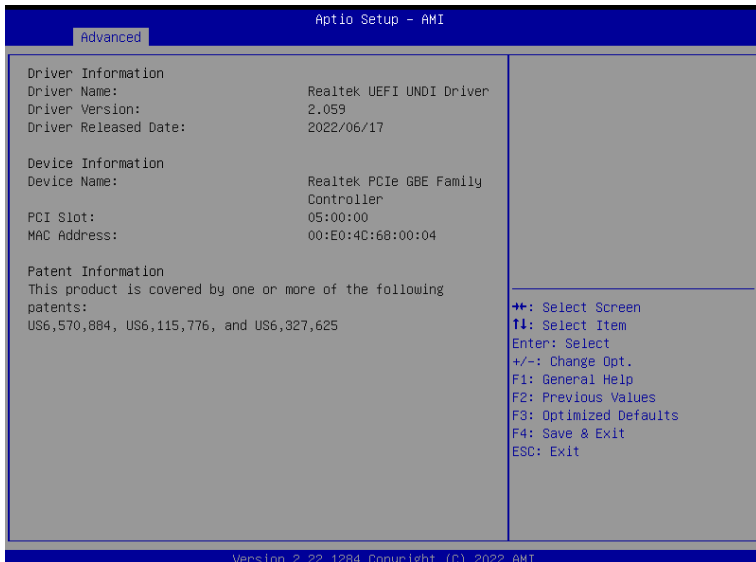 Aptio Setup – AMI
Advanced
Driver Information
Driver Name: Realtek UEFI UNDI Driver
Driver Version: 2.059
Driver Released Date: 2022/06/17
Device Information
Device Name: Realtek PCIe GBE Family
Controller
PCI Slot: 05:00:00
MAC Address: 00:E0:4C:68:00:04
Patent Information
This product is covered by one or more of the following
patents:
US6,570,884, US6,115,776, and US6,327,625
→←: Select Screen
↑↓: Select Item
Enter: Select
+/-: Change Opt.
F1: General Help
F2: Previous Values
F3: Optimized Defaults
F4: Save & Exit
ESC: Exit
Version 2.22.1284 Copyright (C) 2022 AMI